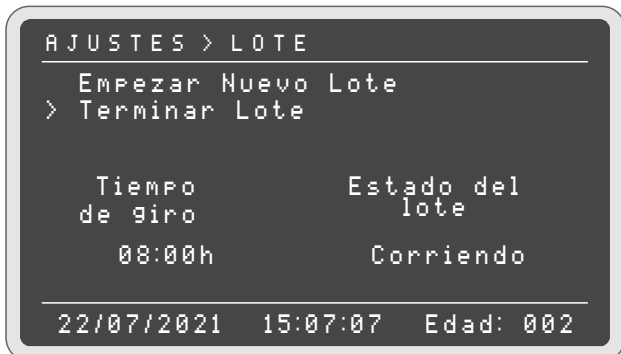 AJUSTES > LOTE
Empezar Nuevo Lote
> Terminar Lote
Tiempo de giro
Estado del lote
08:00h
Corriendo
22/07/2021 15:07:07 Edad: 002